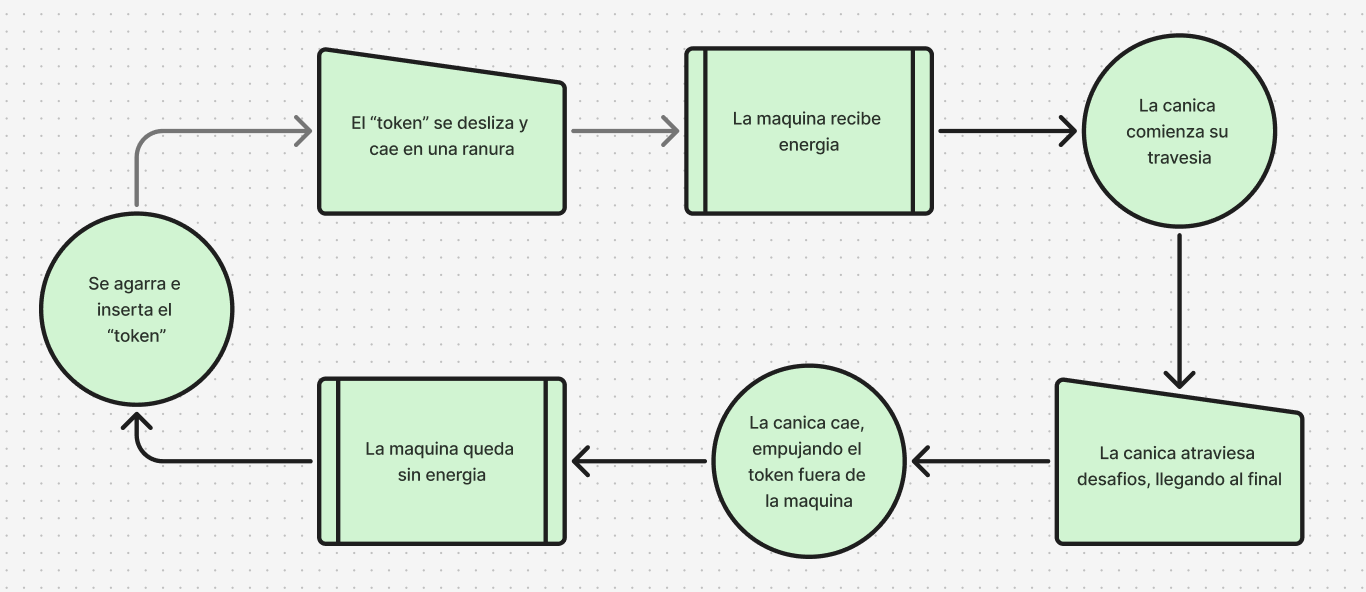 El “token” se desliza y
cae en una ranura
La maquina recibe
energia
La canica
comienza su
travesia
Se agarra e
inserta el
“token”
La maquina queda
sin energia
La canica cae,
empujando el
token fuera de
la maquina
La canica atraviesa
desafios, llegando al final